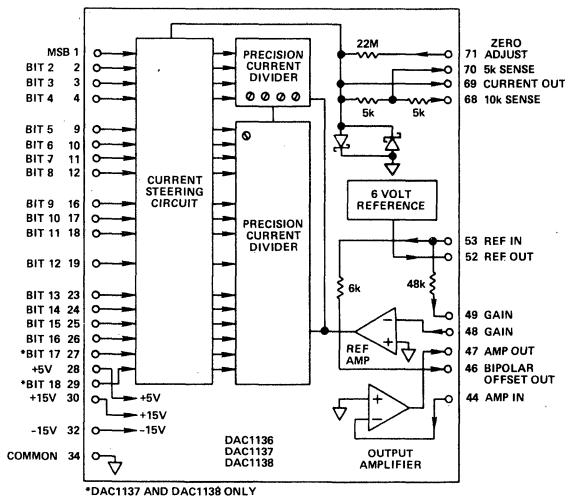 MSB 1
BIT 2 2
BIT 3 3
BIT 4 4
BIT 5 9
BIT 6 10
BIT 7 11
BIT 8 12
BIT 9 16
BIT 10 17
BIT 11 18
BIT 12 19
BIT 13 23
BIT 14 24
BIT 15 25
BIT 16 26
*BIT 17 27
+5V 28
*BIT 18 29
+15V 30
-15V 32
COMMON 34
+5V
+15V
-15V
CURRENT
STEERING
CIRCUIT
PRECISION
CURRENT
DIVIDER
PRECISION
CURRENT
DIVIDER
22M
5k
5k
6 VOLT
REFERENCE
6k
48k
REF
AMP
OUTPUT
AMPLIFIER
DAC1136
DAC1137
DAC1138
ZERO
71 ADJUST
70 5k SENSE
69 CURRENT OUT
68 10k SENSE
53 REF IN
52 REF OUT
49 GAIN
48 GAIN
47 AMP OUT
46 BIPOLAR
OFFSET OUT
44 AMP IN
*DAC1137 AND DAC1138 ONLY